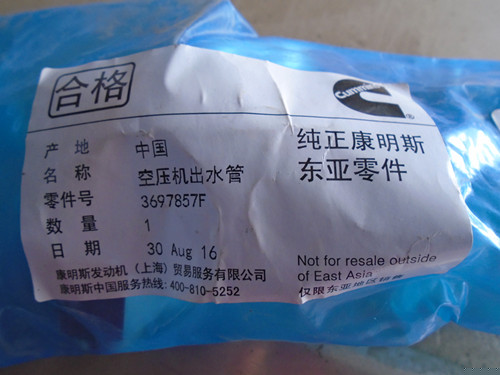 合格
Cummins
®
纯正康明斯
东亚零件
产地 中国
名称 空压机出水管
零件号 3697857F
数量 1
日期 30 Aug 16
康明斯发动机（上海）贸易服务有限公司
康明斯中国服务热线：400-810-5252
Not for resale outside
of East Asia
仅限东亚地区销售